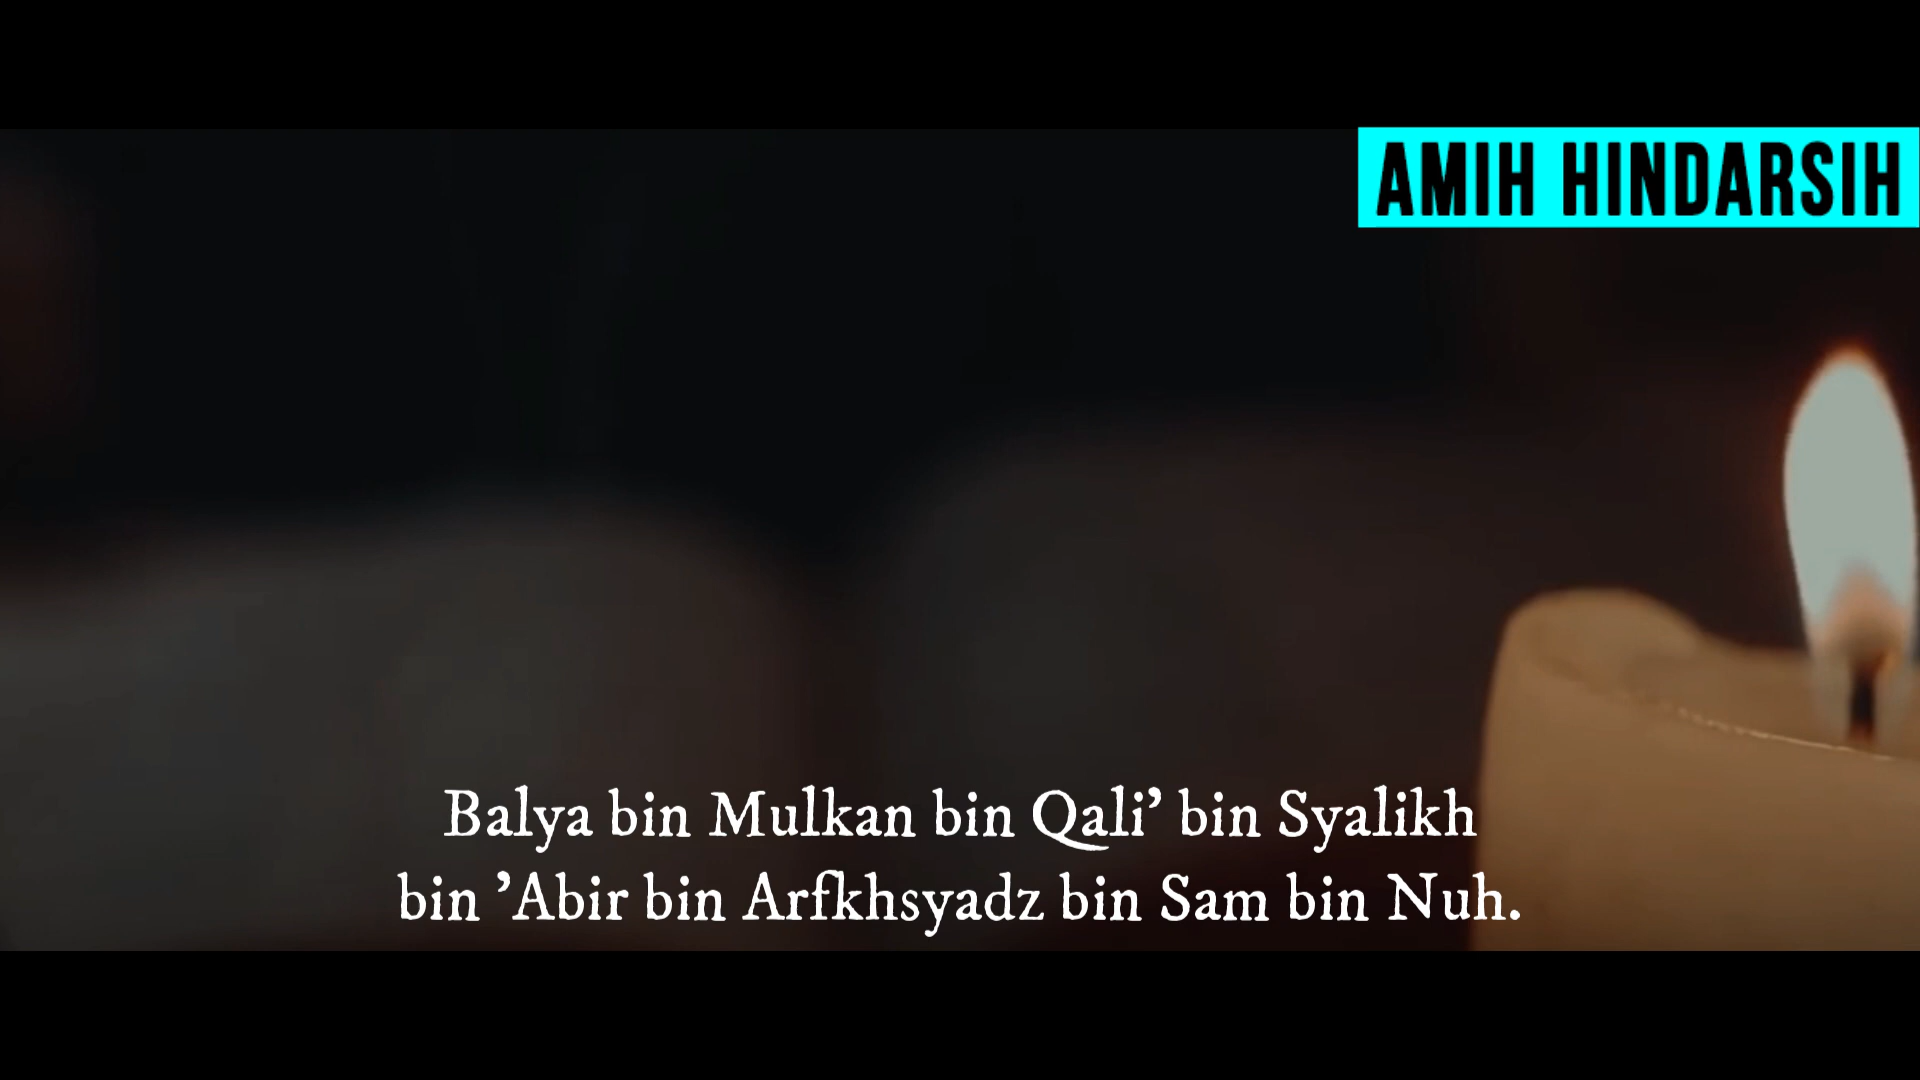 AMIH HINDARSIH
Balya bin Mulkan bin Qali’ bin Syalikh
bin ’Abir bin Arfkhsyadz bin Sam bin Nuh.